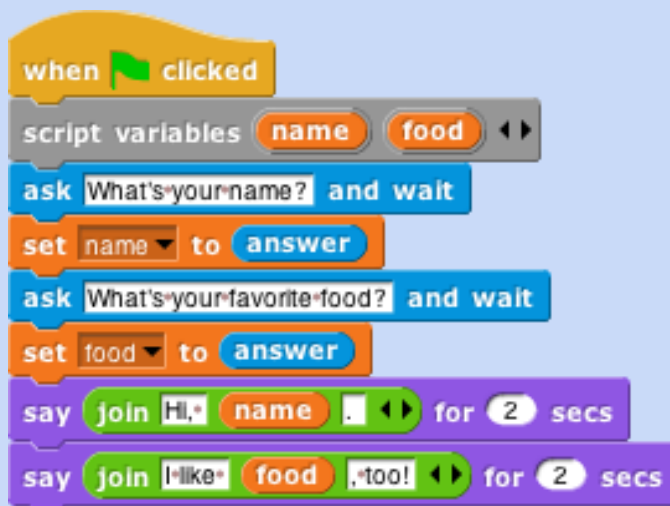 when clicked
script variables name food
ask What's your name? and wait
set name to answer
ask What's your favorite food? and wait
set food to answer
say join Hi, name . for 2 secs
say join I like food , too! for 2 secs